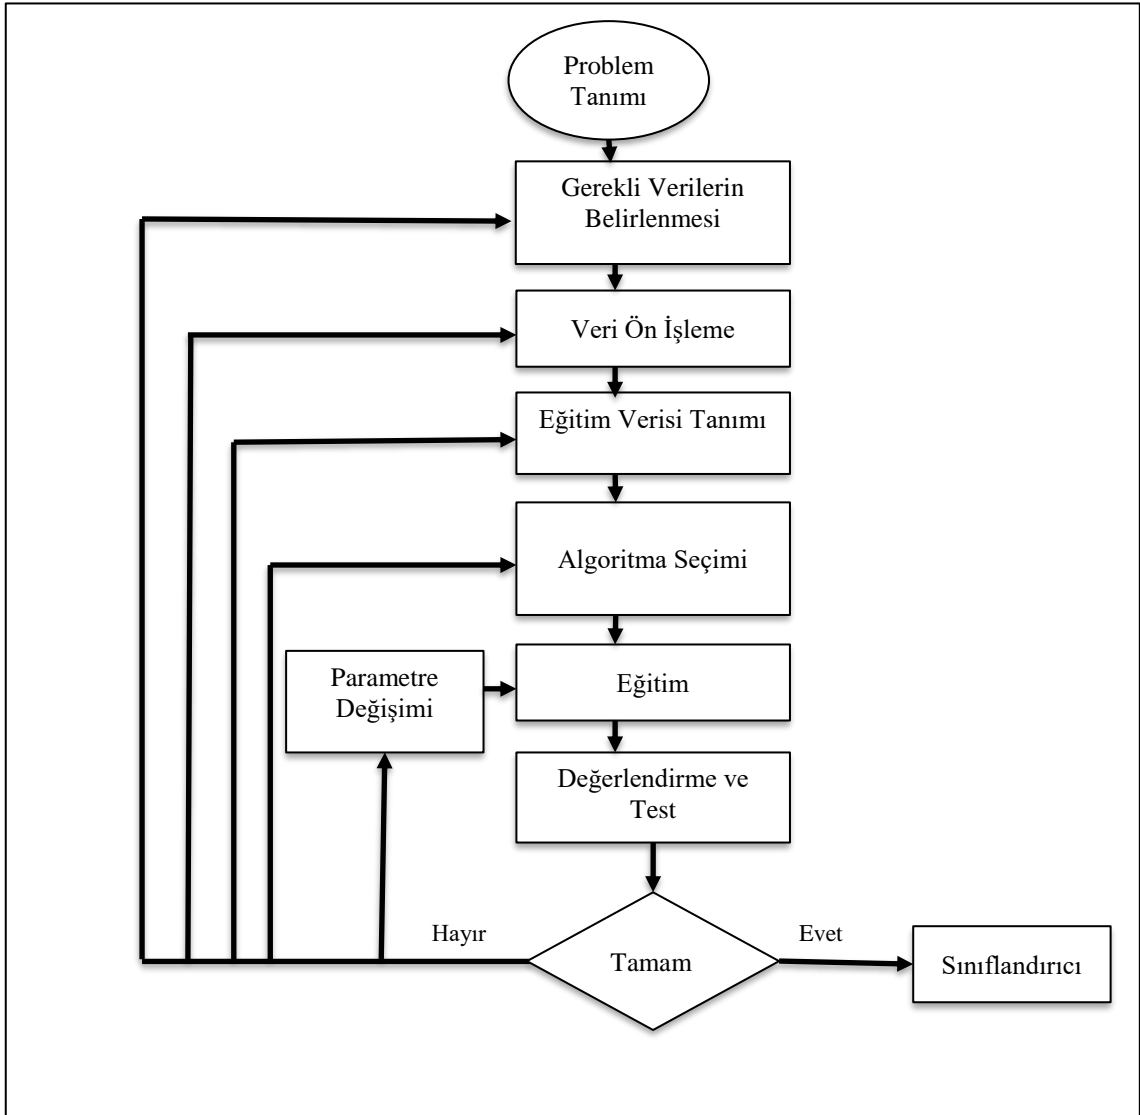 Problem
Tanımı
Gerekli Verilerin
Belirlenmesi
Veri Ön İşleme
Eğitim Verisi Tanımı
Algoritma Seçimi
Parametre
Değişimi
Eğitim
Değerlendirme ve
Test
Hayır
Evet
Tamam
Sınıflandırıcı